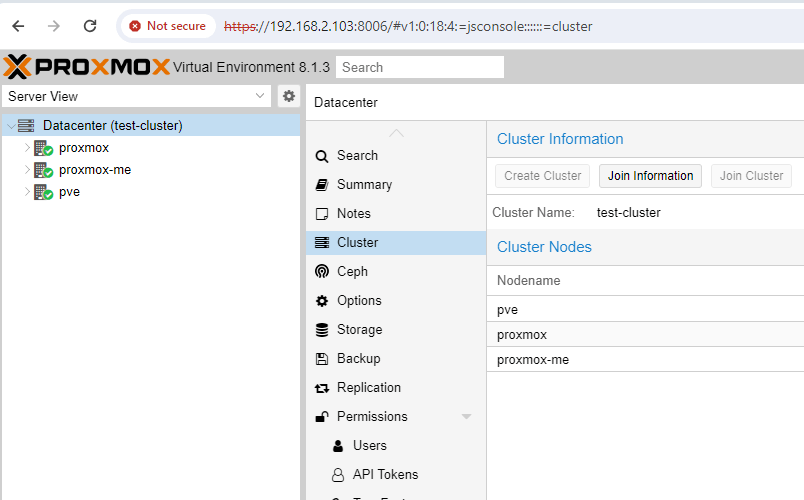 Not secure https://192.168.2.103:8006/#v1:0:18:4:=jsconsole::::::=cluster
PROXMOX Virtual Environment 8.1.3 Search
Server View
Datacenter (test-cluster)
proxmox
proxmox-me
pve
Datacenter
Search
Summary
Notes
Cluster
Ceph
Options
Storage
Backup
Replication
Permissions
Users
API Tokens
Cluster Information
Create Cluster Join Information Join Cluster
Cluster Name: test-cluster
Cluster Nodes
Nodename
pve
proxmox
proxmox-me